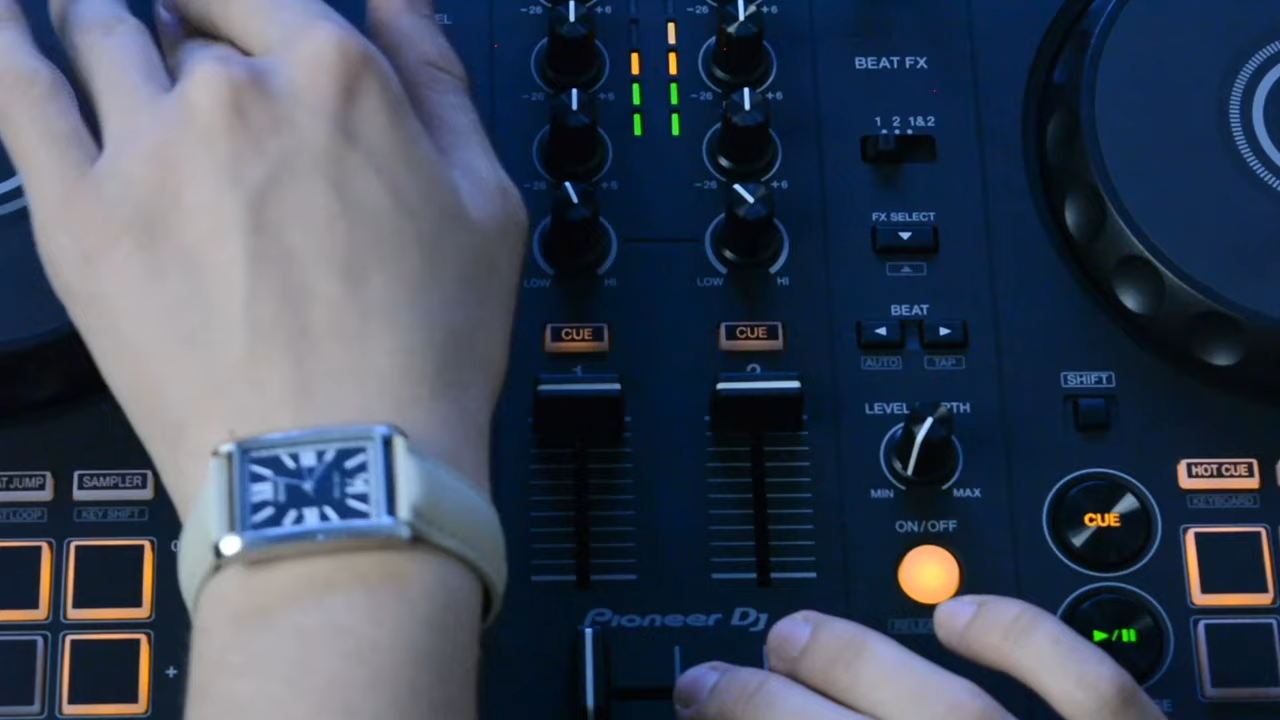 -26 +6
-26 +6
-26 +6
LOW HI
CUE
1
-26 +6
-26 +6
-26 +6
LOW HI
CUE
2
BEAT FX
1 2 1&2
FX SELECT
BEAT
AUTO TAP
LEVEL
MIN MAX
ON/OFF
SHIFT
CUE
HOT CUE
KEYBOARD
SAMPLER
KEY SHIFT
Pioneer Dj